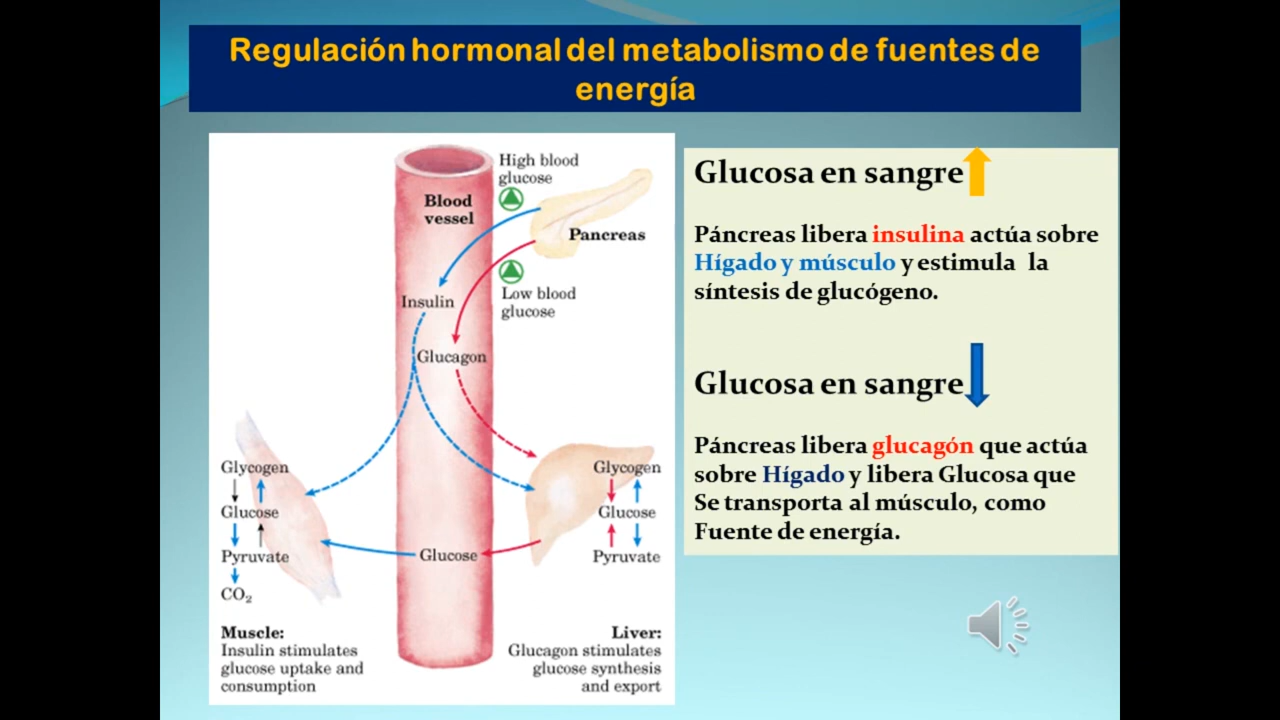 Regulación hormonal del metabolismo de fuentes de
energía
High blood
glucose
Blood
vessel
Pancreas
Insulin
Low blood
glucose
Glucagon
Glycogen
Glucose
Pyruvate
CO₂
Glucose
Glycogen
Glucose
Pyruvate
Muscle:
Insulin stimulates
glucose uptake and
consumption
Liver:
Glucagon stimulates
glucose synthesis
and export
Glucosa en sangre
Páncreas libera insulina actúa sobre
Hígado y músculo y estimula la
síntesis de glucógeno.
Glucosa en sangre
Páncreas libera glucagón que actúa
sobre Hígado y libera Glucosa que
Se transporta al músculo, como
Fuente de energía.